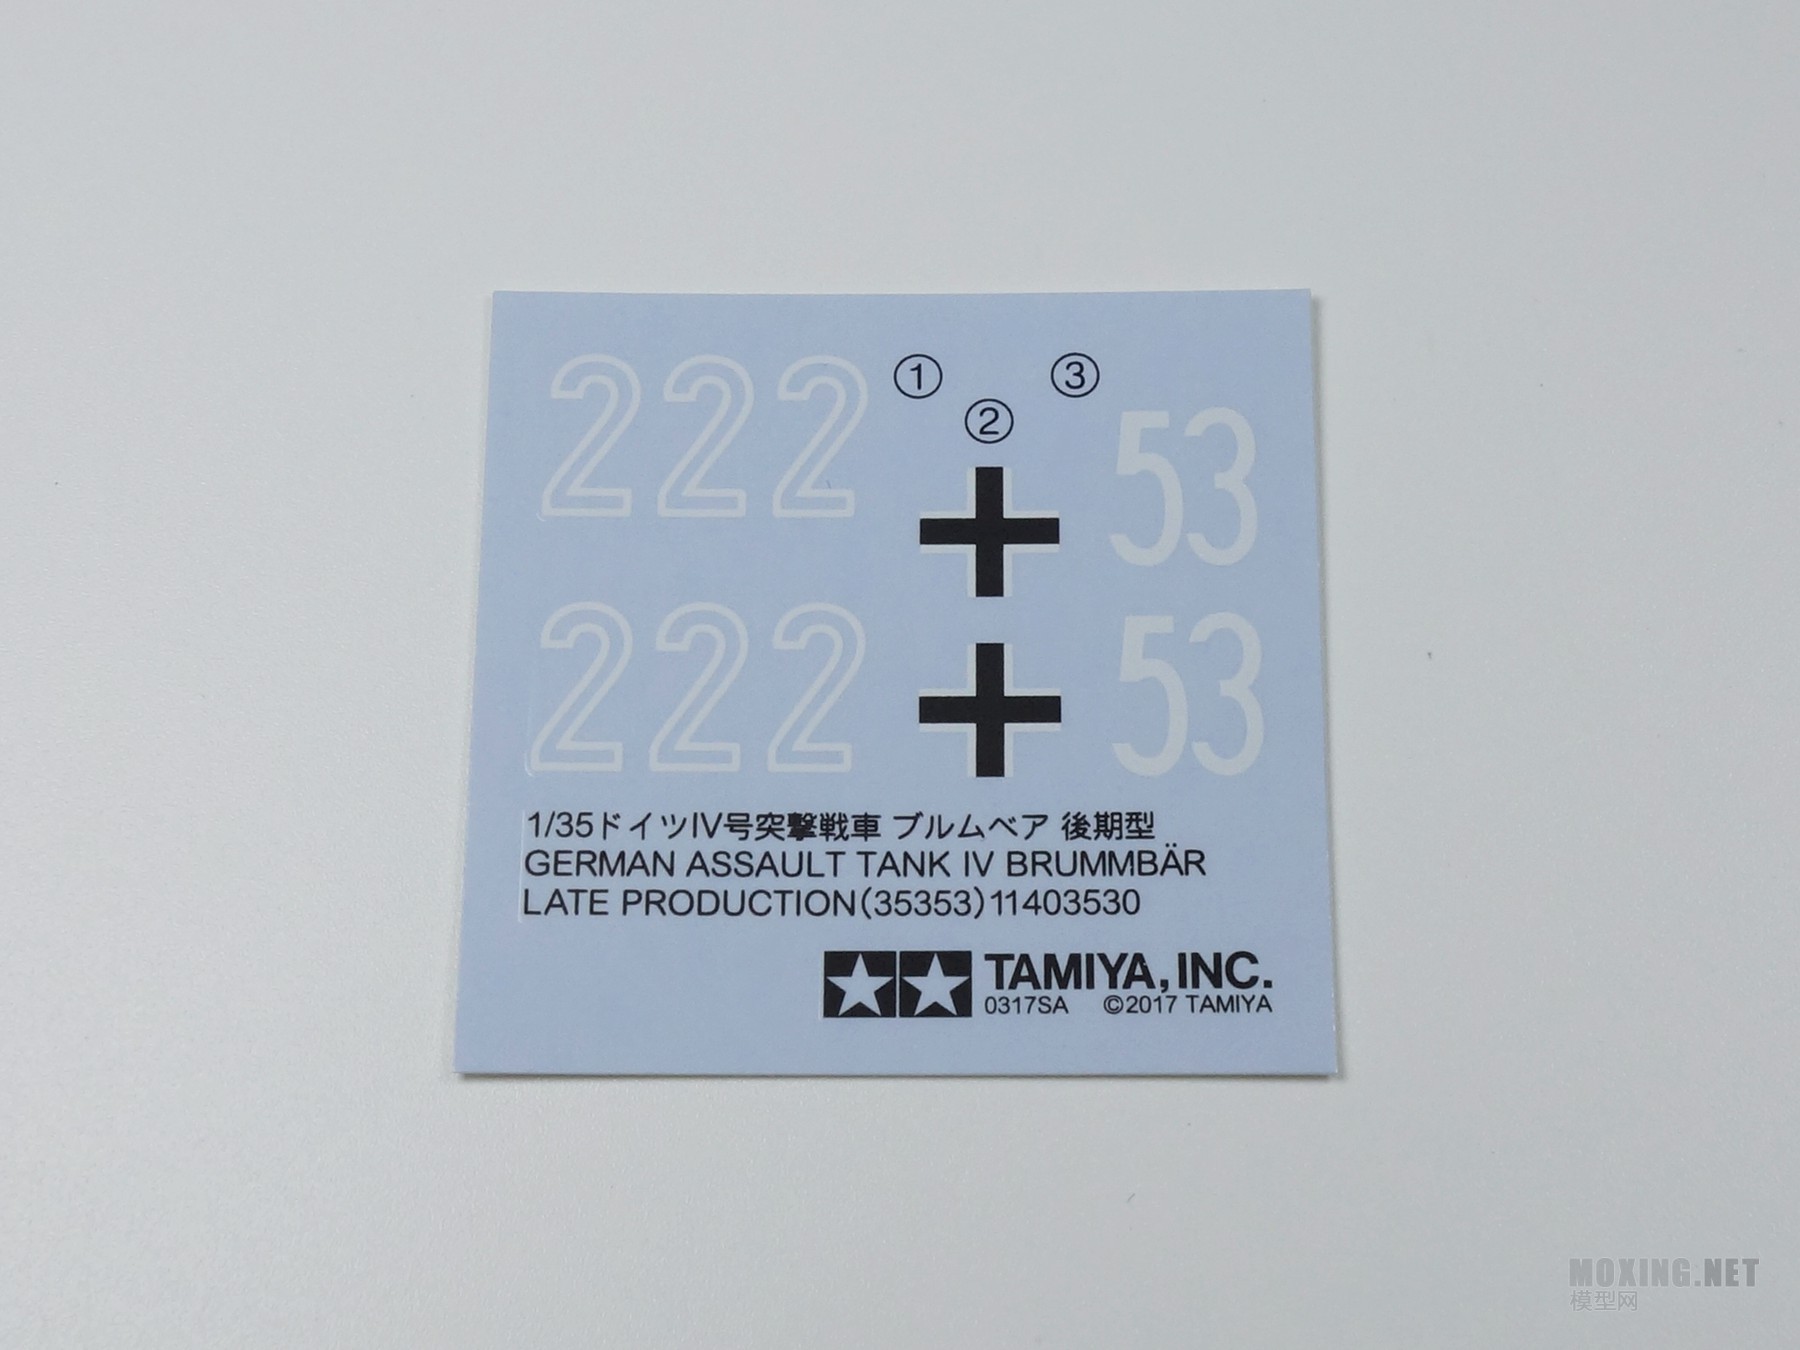 222 ① ② ③ 53
222 53
1/35ドイツIV号突撃戦車 ブルムベア 後期型
GERMAN ASSAULT TANK IV BRUMMBÄR
LATE PRODUCTION(35353)11403530
TAMIYA, INC.
0317SA ©2017 TAMIYA
MOXING.NET
模型网